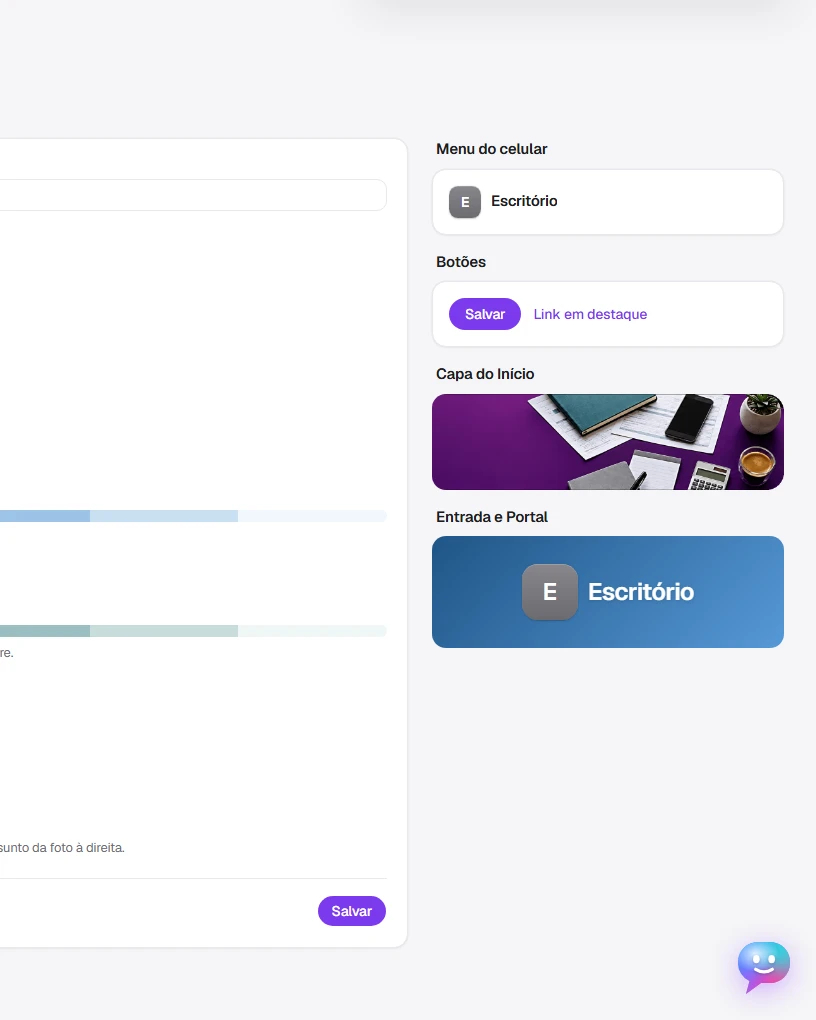 Menu do celular
E
Escritório
Botões
Salvar
Link em destaque
Capa do Início
Entrada e Portal
E
Escritório
re.
sunto da foto à direita.
Salvar